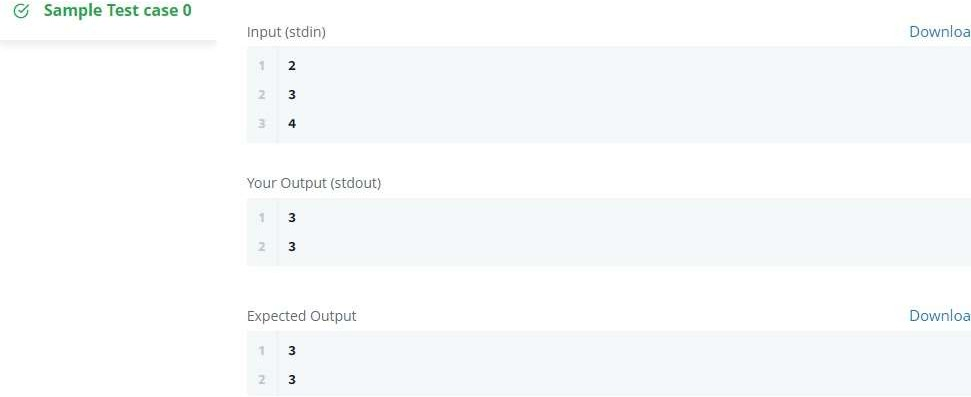 Sample Test case 0
Input (stdin)
Downloa
1 2
2 3
3 4
Your Output (stdout)
1 3
2 3
Expected Output
Downloa
1 3
2 3